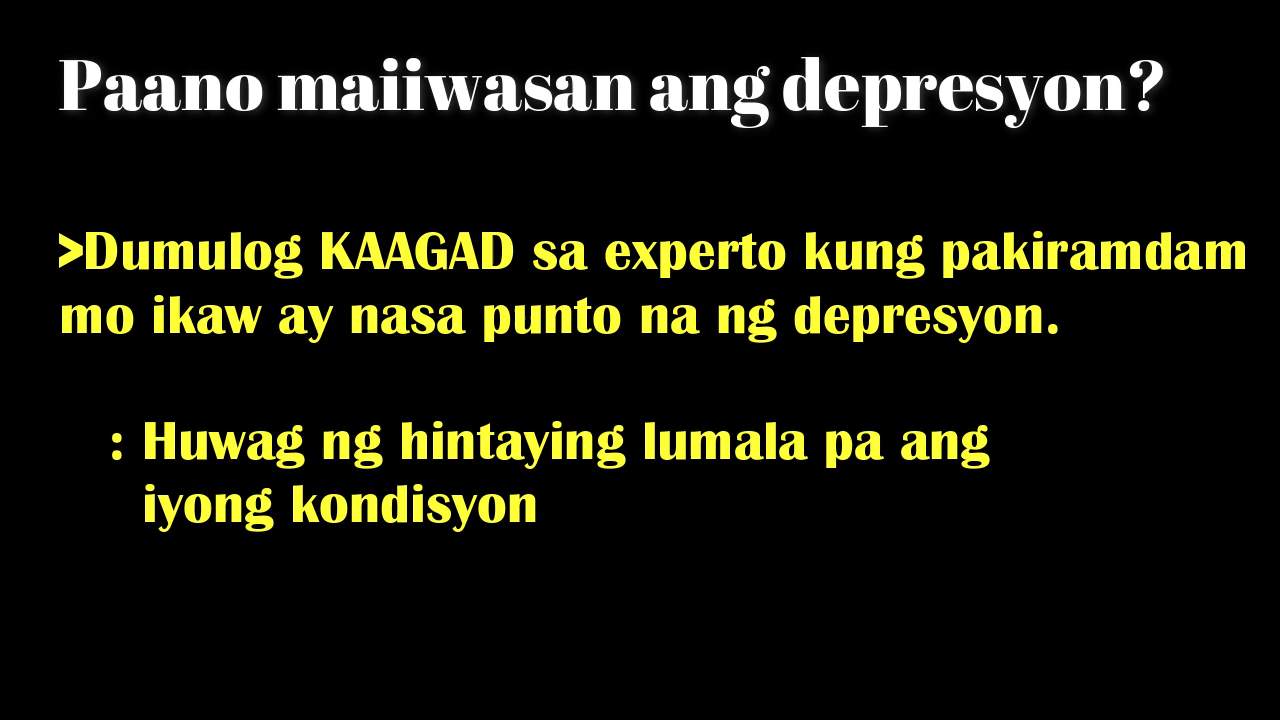 Paano maiiwasan ang depresyon?
>Dumulog KAAGAD sa experto kung pakiramdam
mo ikaw ay nasa punto na ng depresyon.
: Huwag ng hintaying lumala pa ang
iyong kondisyon